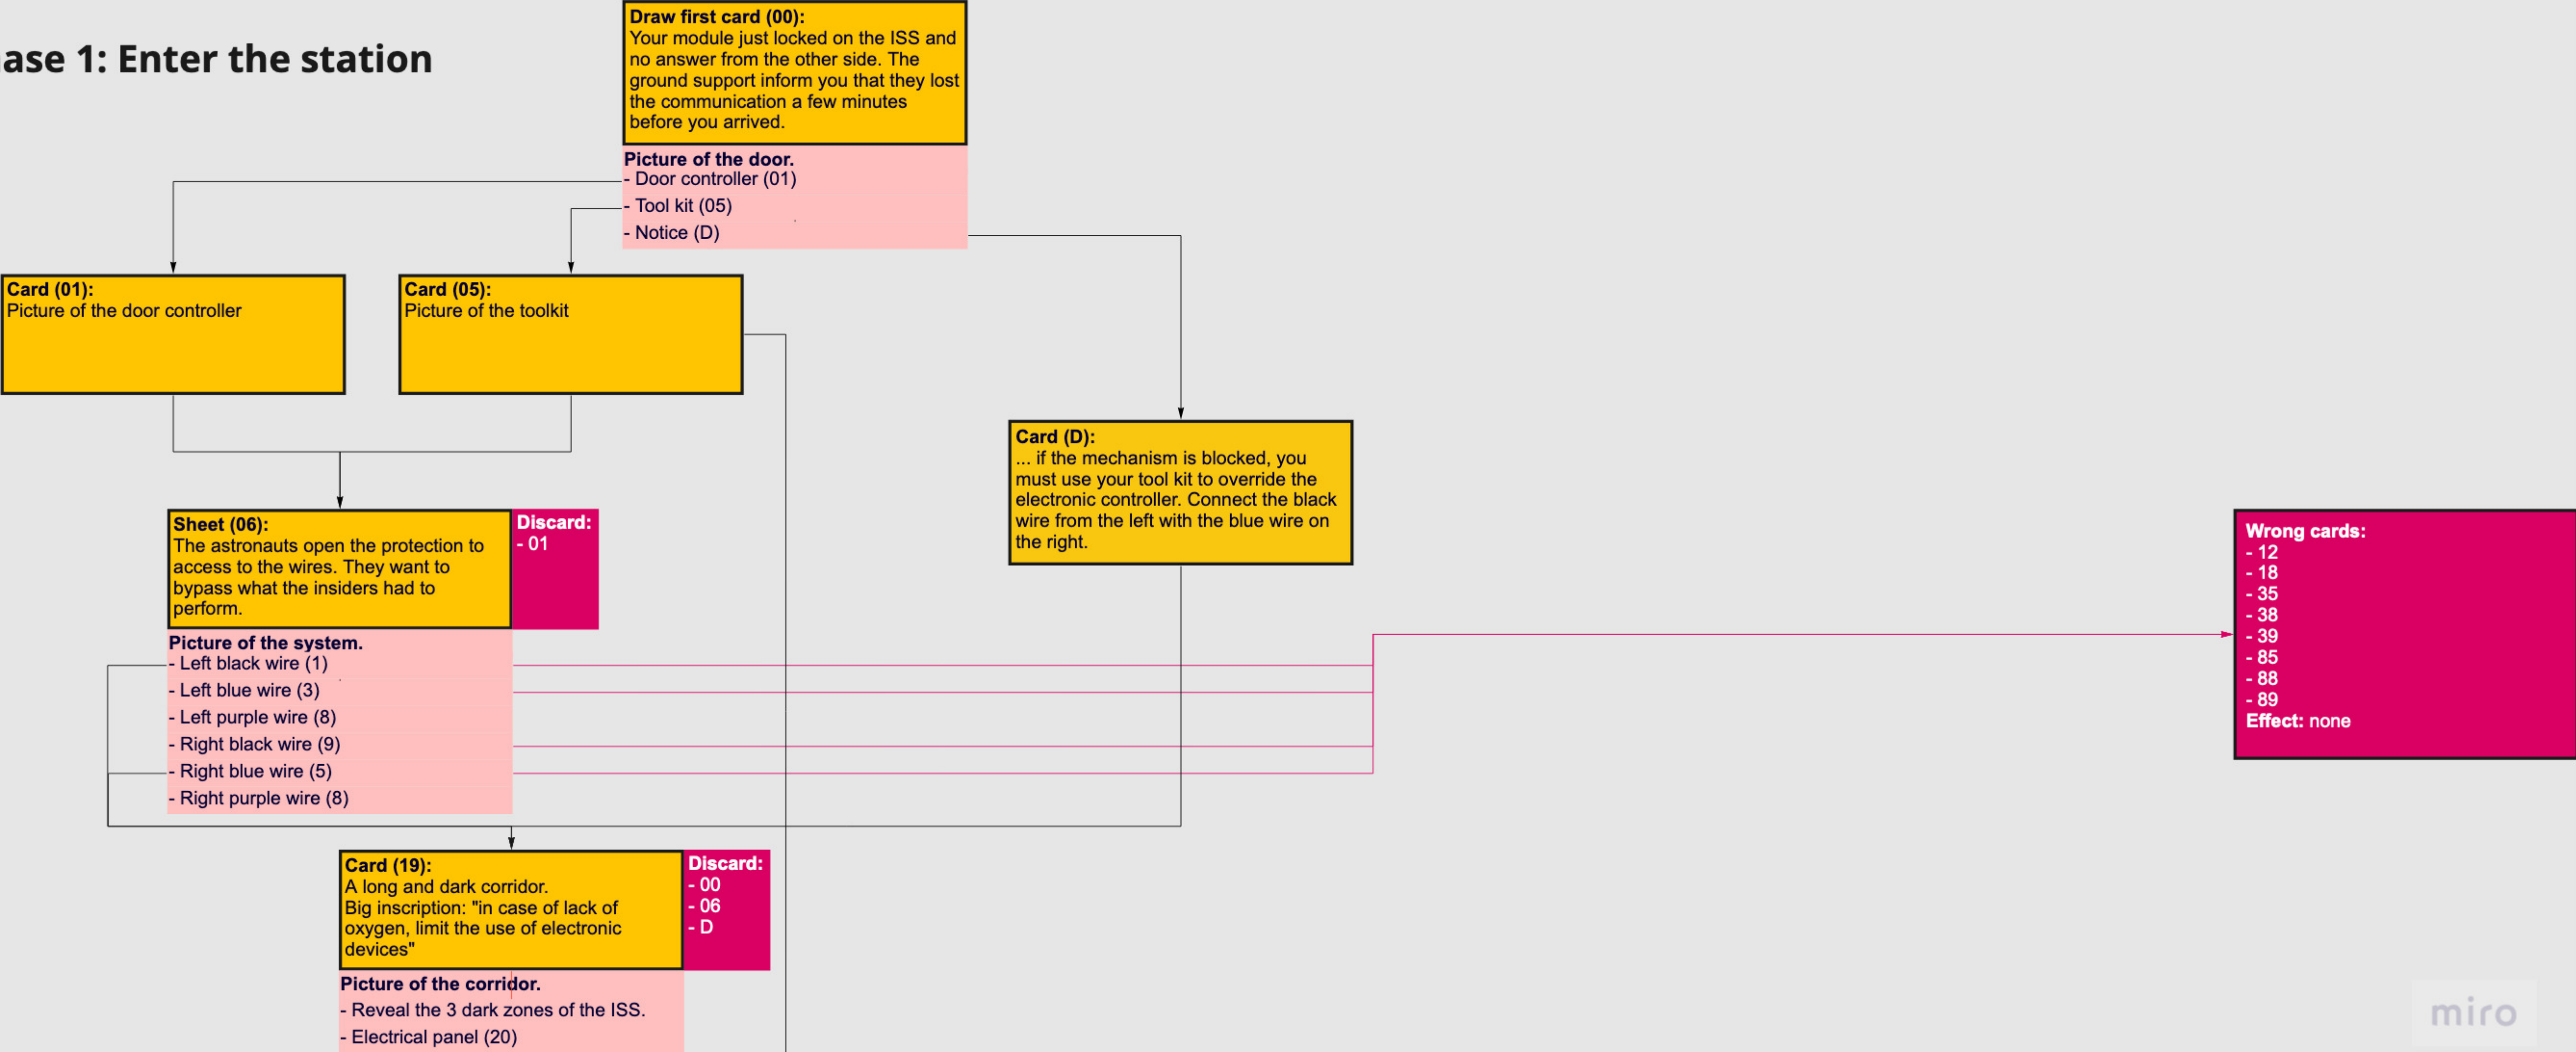 ase 1: Enter the station
Draw first card (00):
Your module just locked on the ISS and
no answer from the other side. The
ground support inform you that they lost
the communication a few minutes
before you arrived.
Picture of the door.
- Door controller (01)
- Tool kit (05)
- Notice (D)
Card (01):
Picture of the door controller
Card (05):
Picture of the toolkit
Card (D):
... if the mechanism is blocked, you
must use your tool kit to override the
electronic controller. Connect the black
wire from the left with the blue wire on
the right.
Sheet (06):
The astronauts open the protection to
access to the wires. They want to
bypass what the insiders had to
perform.
Discard:
- 01
Picture of the system.
- Left black wire (1)
- Left blue wire (3)
- Left purple wire (8)
- Right black wire (9)
- Right blue wire (5)
- Right purple wire (8)
Wrong cards:
- 12
- 18
- 35
- 38
- 39
- 85
- 88
- 89
Effect: none
Card (19):
A long and dark corridor.
Big inscription: "in case of lack of
oxygen, limit the use of electronic
devices"
Discard:
- 00
- 06
- D
Picture of the corridor.
- Reveal the 3 dark zones of the ISS.
- Electrical panel (20)
miro